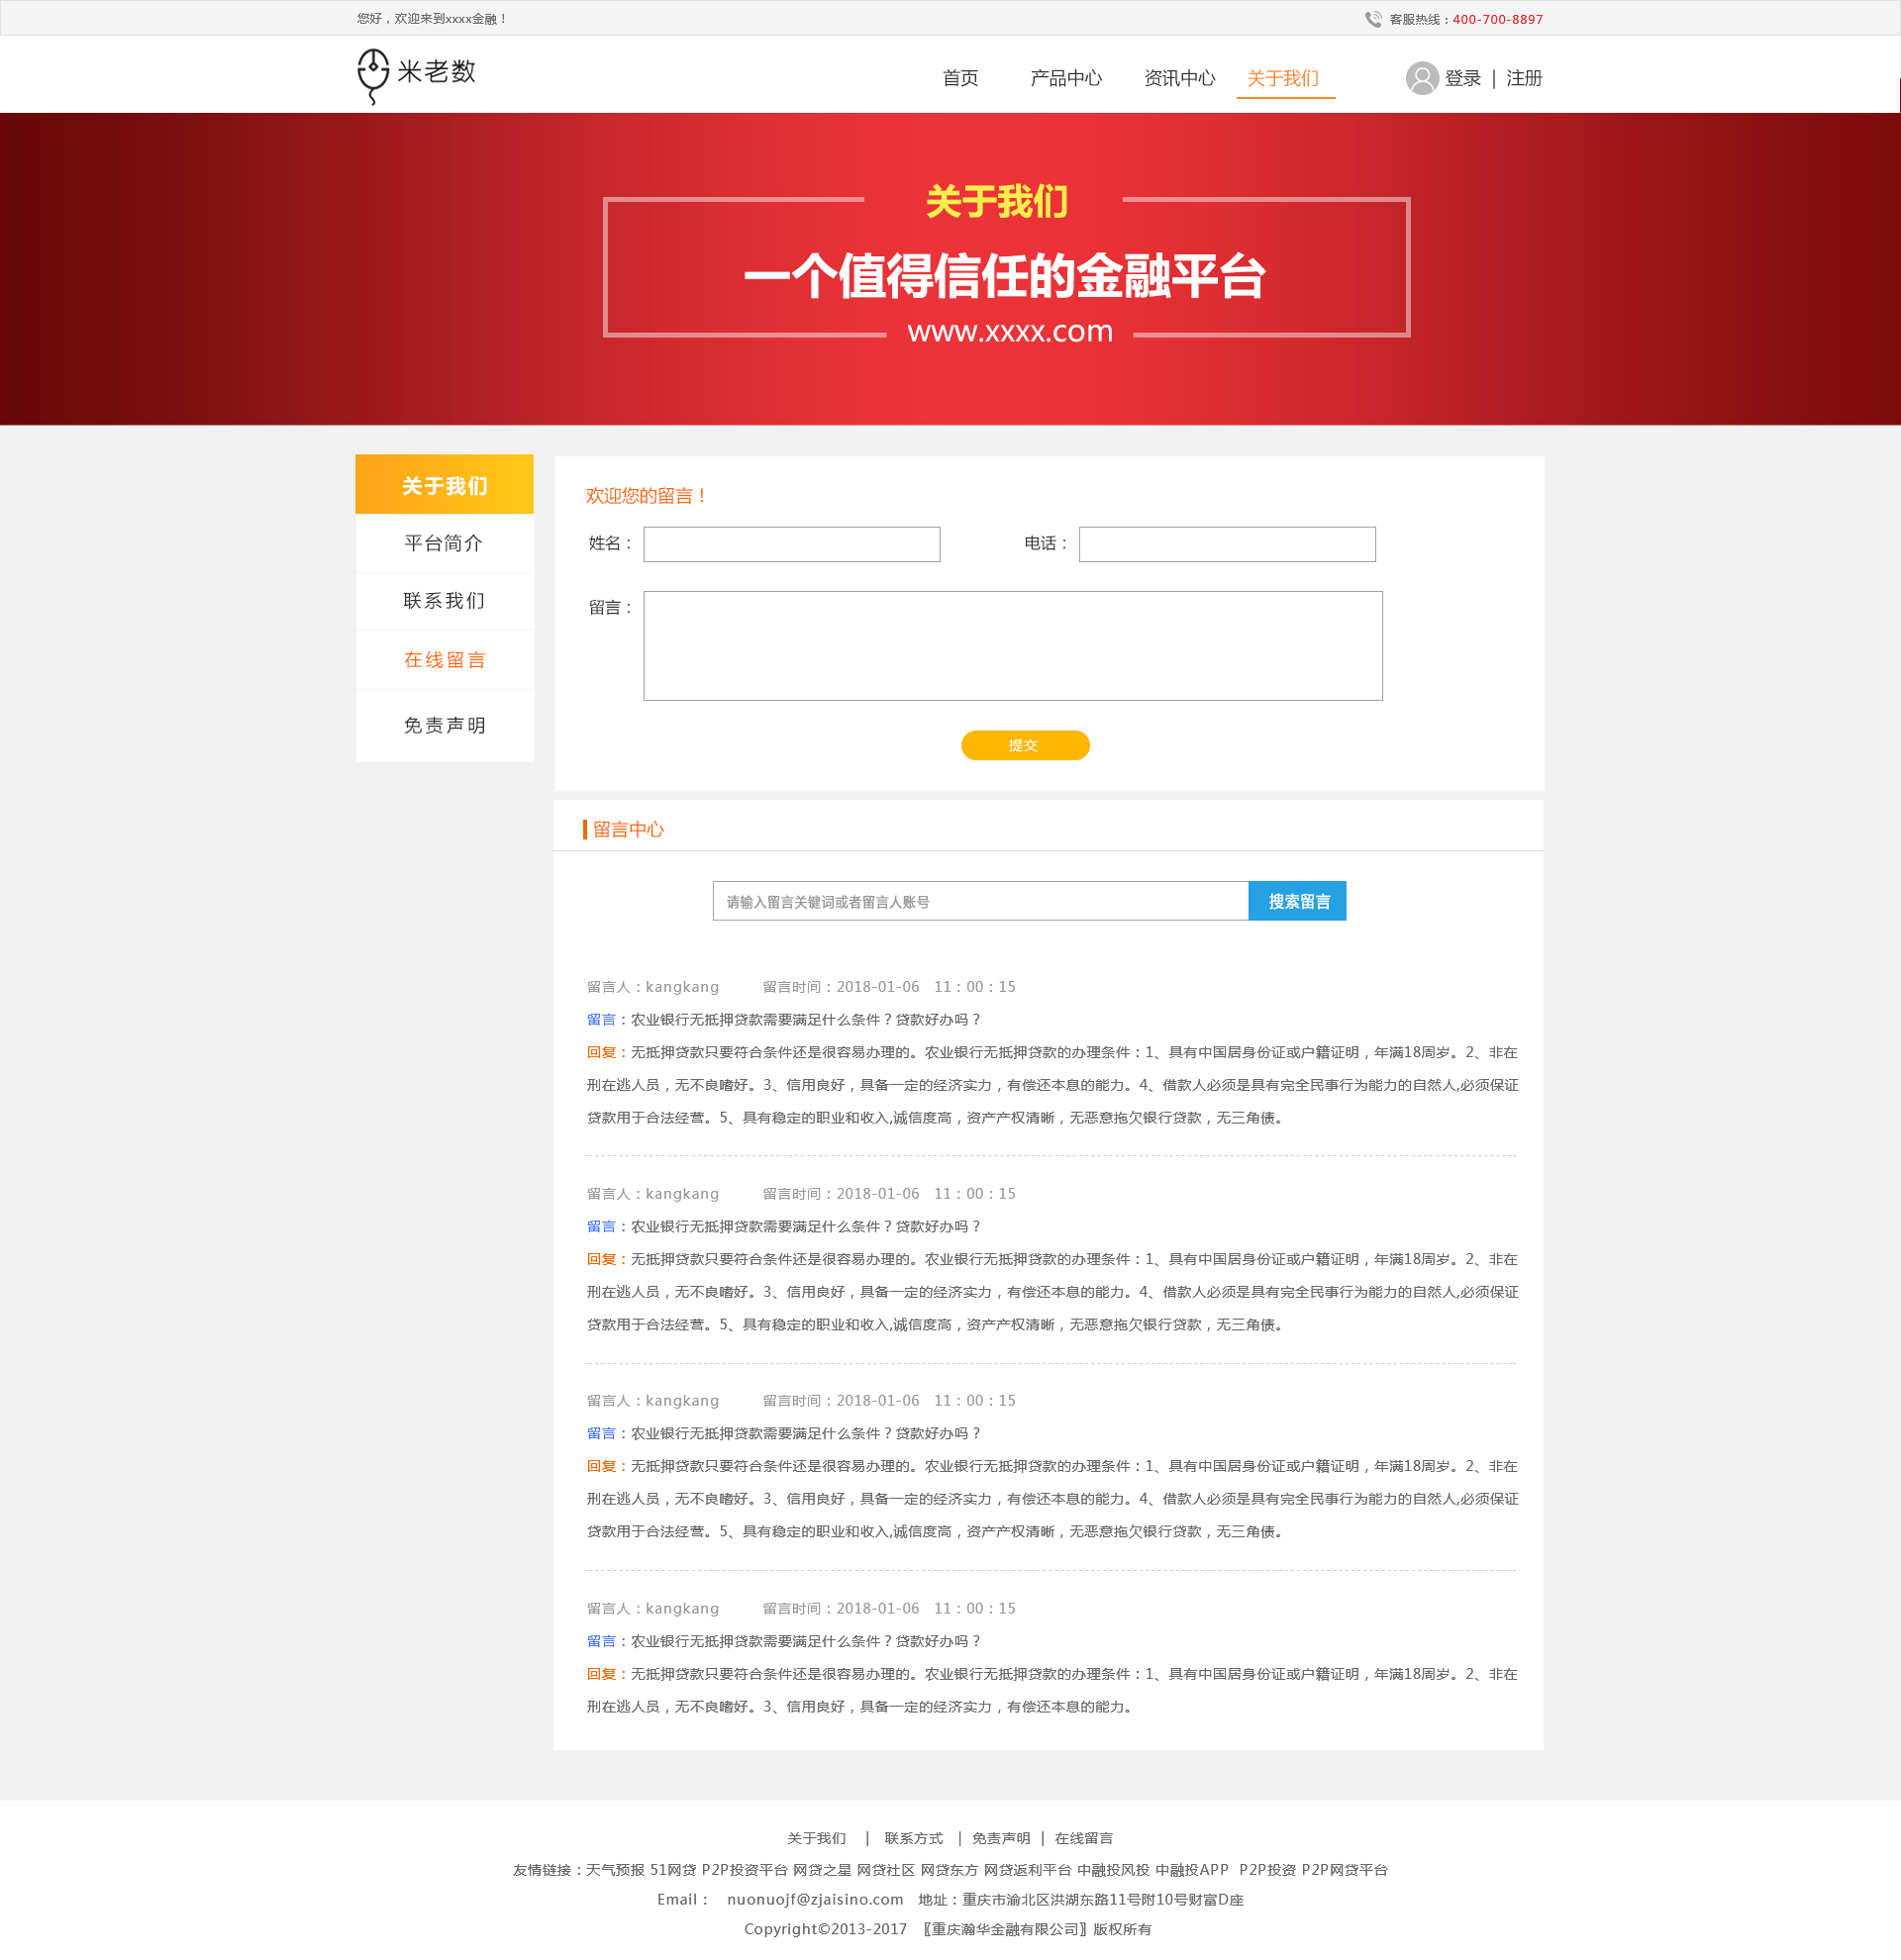 您好，欢迎来到xxxx金融！
客服热线：400-700-8897
米老数
首页 产品中心 资讯中心 关于我们 登录 | 注册
关于我们
一个值得信任的金融平台
www.xxxx.com
关于我们
平台简介
联系我们
在线留言
免责声明
欢迎您的留言！
姓名： 电话：
留言：
提交
留言中心
请输入留言关键词或者留言人账号 搜索留言
留言人：kangkang 留言时间：2018-01-06 11：00：15
留言：农业银行无抵押贷款需要满足什么条件？贷款好办吗？
回复：无抵押贷款只要符合条件还是很容易办理的。农业银行无抵押贷款的办理条件：1、具有中国居身份证或户籍证明，年满18周岁。2、非在
刑在逃人员，无不良嗜好。3、信用良好，具备一定的经济实力，有偿还本息的能力。4、借款人必须是具有完全民事行为能力的自然人,必须保证
贷款用于合法经营。5、具有稳定的职业和收入,诚信度高，资产产权清晰，无恶意拖欠银行贷款，无三角债。
留言人：kangkang 留言时间：2018-01-06 11：00：15
留言：农业银行无抵押贷款需要满足什么条件？贷款好办吗？
回复：无抵押贷款只要符合条件还是很容易办理的。农业银行无抵押贷款的办理条件：1、具有中国居身份证或户籍证明，年满18周岁。2、非在
刑在逃人员，无不良嗜好。3、信用良好，具备一定的经济实力，有偿还本息的能力。4、借款人必须是具有完全民事行为能力的自然人,必须保证
贷款用于合法经营。5、具有稳定的职业和收入,诚信度高，资产产权清晰，无恶意拖欠银行贷款，无三角债。
留言人：kangkang 留言时间：2018-01-06 11：00：15
留言：农业银行无抵押贷款需要满足什么条件？贷款好办吗？
回复：无抵押贷款只要符合条件还是很容易办理的。农业银行无抵押贷款的办理条件：1、具有中国居身份证或户籍证明，年满18周岁。2、非在
刑在逃人员，无不良嗜好。3、信用良好，具备一定的经济实力，有偿还本息的能力。4、借款人必须是具有完全民事行为能力的自然人,必须保证
贷款用于合法经营。5、具有稳定的职业和收入,诚信度高，资产产权清晰，无恶意拖欠银行贷款，无三角债。
留言人：kangkang 留言时间：2018-01-06 11：00：15
留言：农业银行无抵押贷款需要满足什么条件？贷款好办吗？
回复：无抵押贷款只要符合条件还是很容易办理的。农业银行无抵押贷款的办理条件：1、具有中国居身份证或户籍证明，年满18周岁。2、非在
刑在逃人员，无不良嗜好。3、信用良好，具备一定的经济实力，有偿还本息的能力。
关于我们 | 联系方式 | 免责声明 | 在线留言
友情链接：天气预报 51网贷 P2P投资平台 网贷之星 网贷社区 网贷东方 网贷返利平台 中融投风投 中融投APP P2P投资 P2P网贷平台
Email： nuonuojf@zjaisino.com 地址：重庆市渝北区洪湖东路11号附10号财富D座
Copyright©2013-2017 〖重庆瀚华金融有限公司〗版权所有